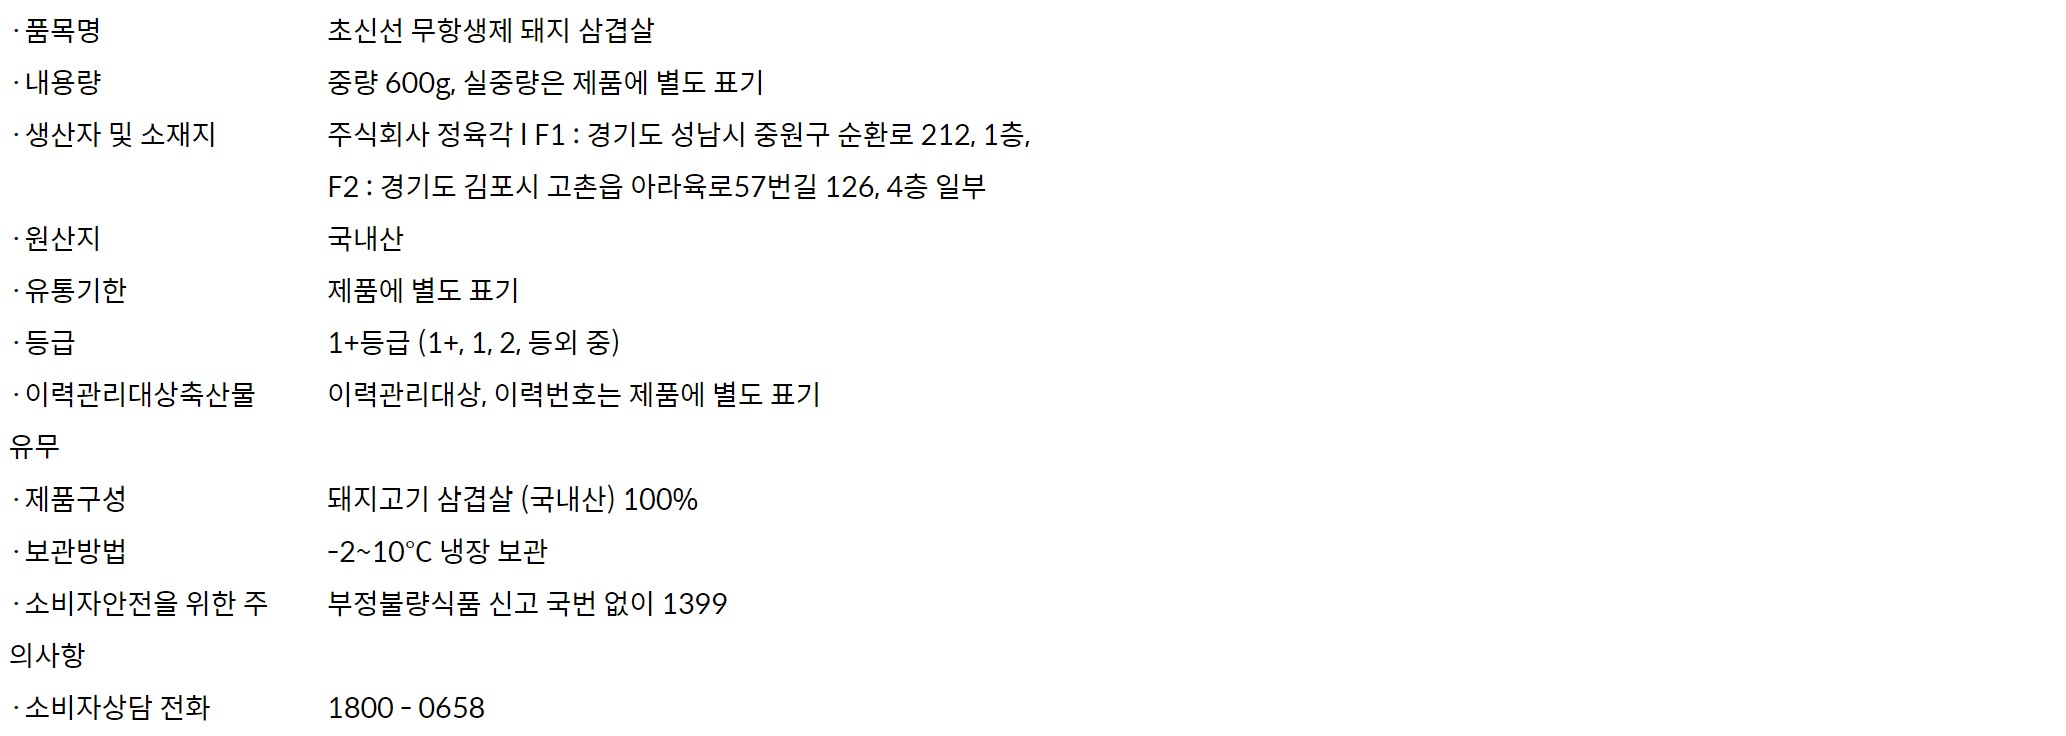 · 품목명 초신선 무항생제 돼지 삼겹살
· 내용량 중량 600g, 실중량은 제품에 별도 표기
· 생산자 및 소재지 주식회사 정육각 l F1 : 경기도 성남시 중원구 순환로 212, 1층,
F2 : 경기도 김포시 고촌읍 아라육로57번길 126, 4층 일부
· 원산지 국내산
· 유통기한 제품에 별도 표기
· 등급 1+등급 (1+, 1, 2, 등외 중)
· 이력관리대상축산물 이력관리대상, 이력번호는 제품에 별도 표기
유무
· 제품구성 돼지고기 삼겹살 (국내산) 100%
· 보관방법 -2~10℃ 냉장 보관
· 소비자안전을 위한 주 부정불량식품 신고 국번 없이 1399
의사항
· 소비자상담 전화 1800 - 0658